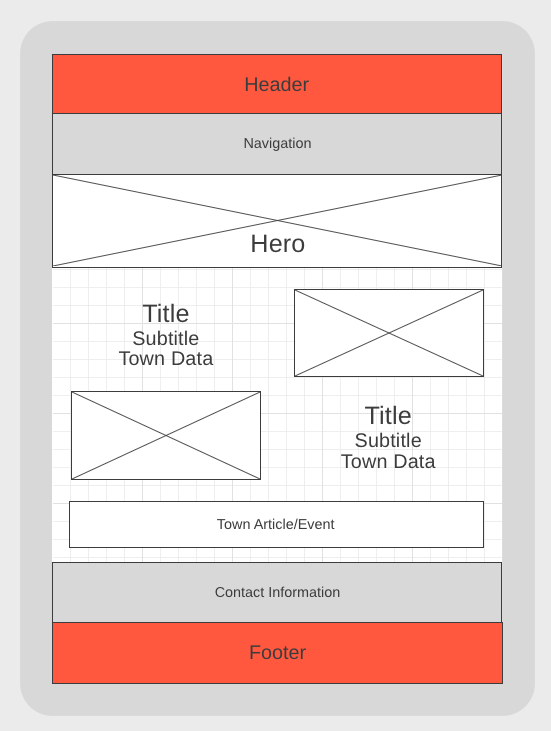 Header
Navigation
Hero
Title
Subtitle
Town Data
Title
Subtitle
Town Data
Town Article/Event
Contact Information
Footer